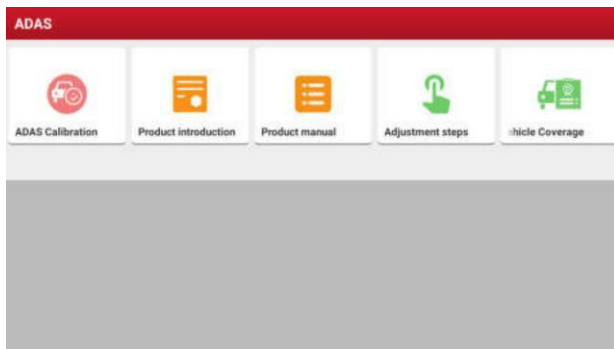 ADAS
ADAS Calibration
Product introduction
Product manual
Adjustment steps
hicle Coverage